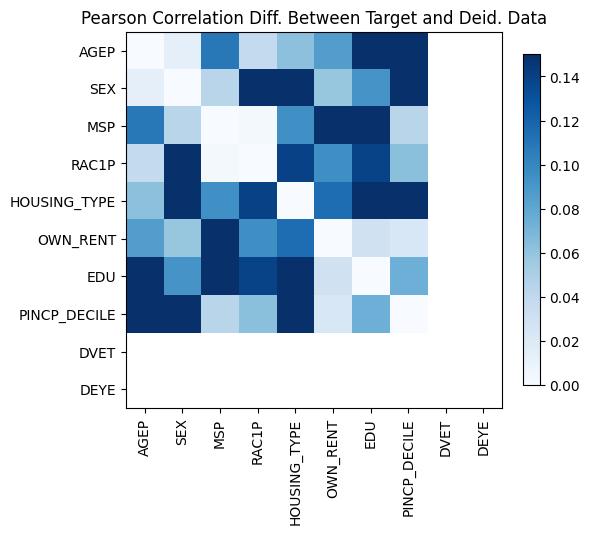 Pearson Correlation Diff. Between Target and Deid. Data
AGEP
SEX
MSP
RAC1P
HOUSING_TYPE
OWN_RENT
EDU
PINCP_DECILE
DVET
DEYE
AGEP
SEX
MSP
RAC1P
HOUSING_TYPE
OWN_RENT
EDU
PINCP_DECILE
DVET
DEYE
0.14
0.12
0.10
0.08
0.06
0.04
0.02
0.00